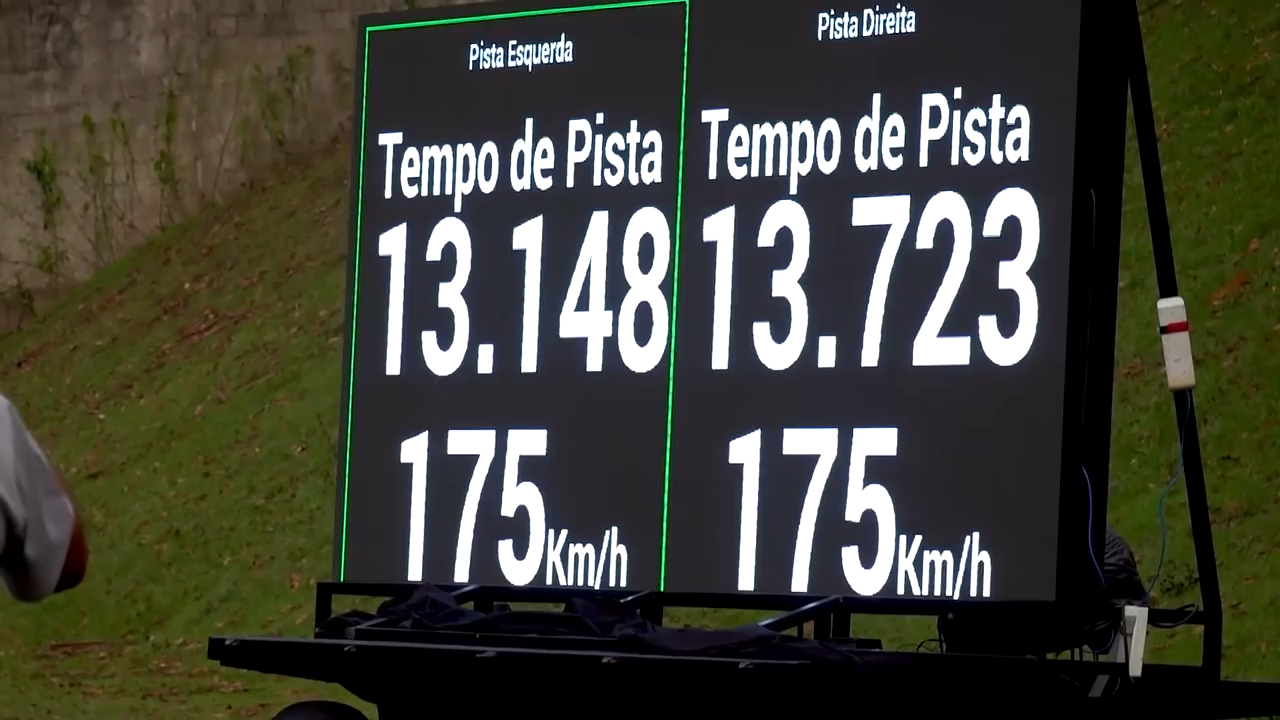 Pista Esquerda
Tempo de Pista
13.148
175Km/h
Pista Direita
Tempo de Pista
13.723
175Km/h